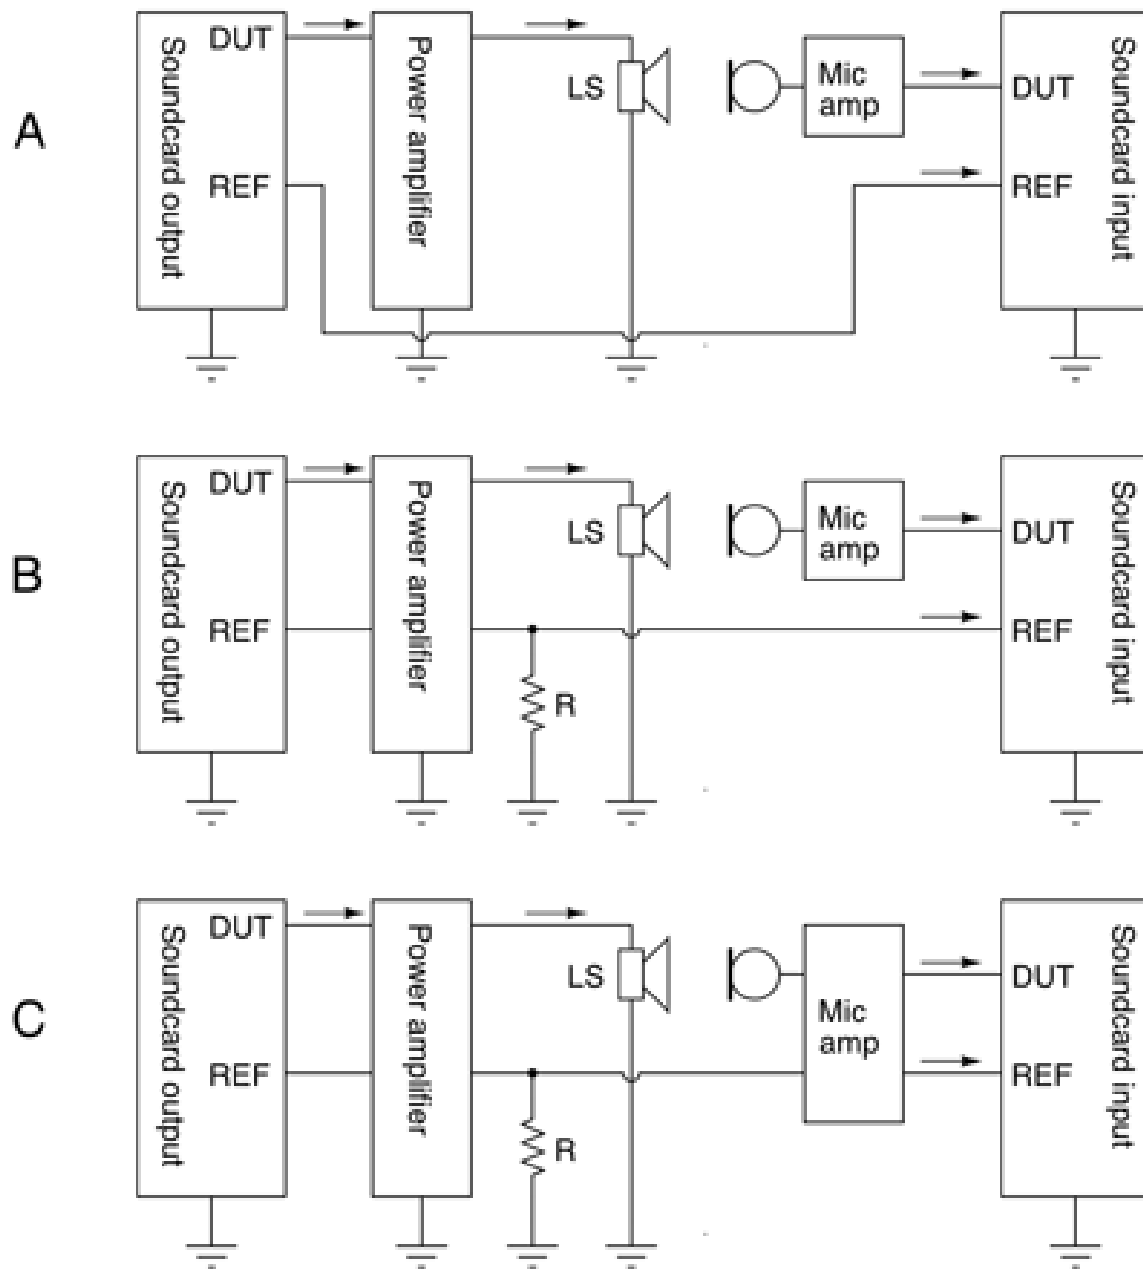 A
Soundcard output
DUT
REF
Power amplifier
LS
Mic
amp
DUT
REF
Soundcard input
B
Soundcard output
DUT
REF
Power amplifier
LS
R
Mic
amp
DUT
REF
Soundcard input
C
Soundcard output
DUT
REF
Power amplifier
LS
R
Mic
amp
DUT
REF
Soundcard input